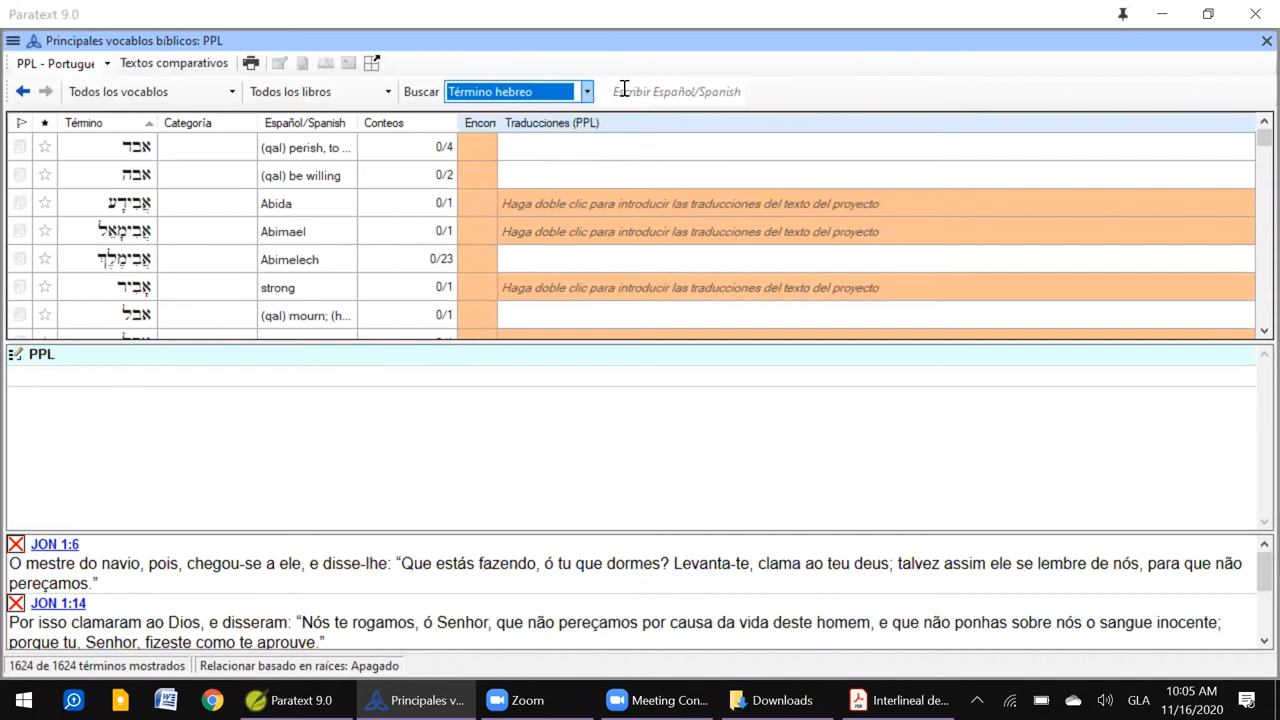 Paratext 9.0
Principales vocablos bíblicos: PPL
PPL - Portugue Textos comparativos
Todos los vocablos Todos los libros Buscar Término hebreo Escribir Español/Spanish
Término Categoría Español/Spanish Conteos Encon Traducciones (PPL)
אבד (qal) perish, to ... 0/4
אבה (qal) be willing 0/2
אֲבִידָע Abida 0/1 Haga doble clic para introducir las traducciones del texto del proyecto
אֲבִימָאֵל Abimael 0/1 Haga doble clic para introducir las traducciones del texto del proyecto
אֲבִימֶלֶךְ Abimelech 0/23
אָבִיר strong 0/1 Haga doble clic para introducir las traducciones del texto del proyecto
אבל (qal) mourn; (h... 0/1
PPL
JON 1:6
O mestre do navio, pois, chegou-se a ele, e disse-lhe: “Que estás fazendo, ó tu que dormes? Levanta-te, clama ao teu deus; talvez assim ele se lembre de nós, para que não
pereçamos.”
JON 1:14
Por isso clamaram ao Dios, e disseram: “Nós te rogamos, ó Senhor, que não pereçamos por causa da vida deste homem, e que não ponhas sobre nós o sangue inocente;
porque tu, Senhor, fizeste como te aprouve.”
1624 de 1624 términos mostrados Relacionar basado en raíces: Apagado
Paratext 9.0 Principales v... Zoom Meeting Con... Downloads Interlineal de... GLA 10:05 AM
11/16/2020